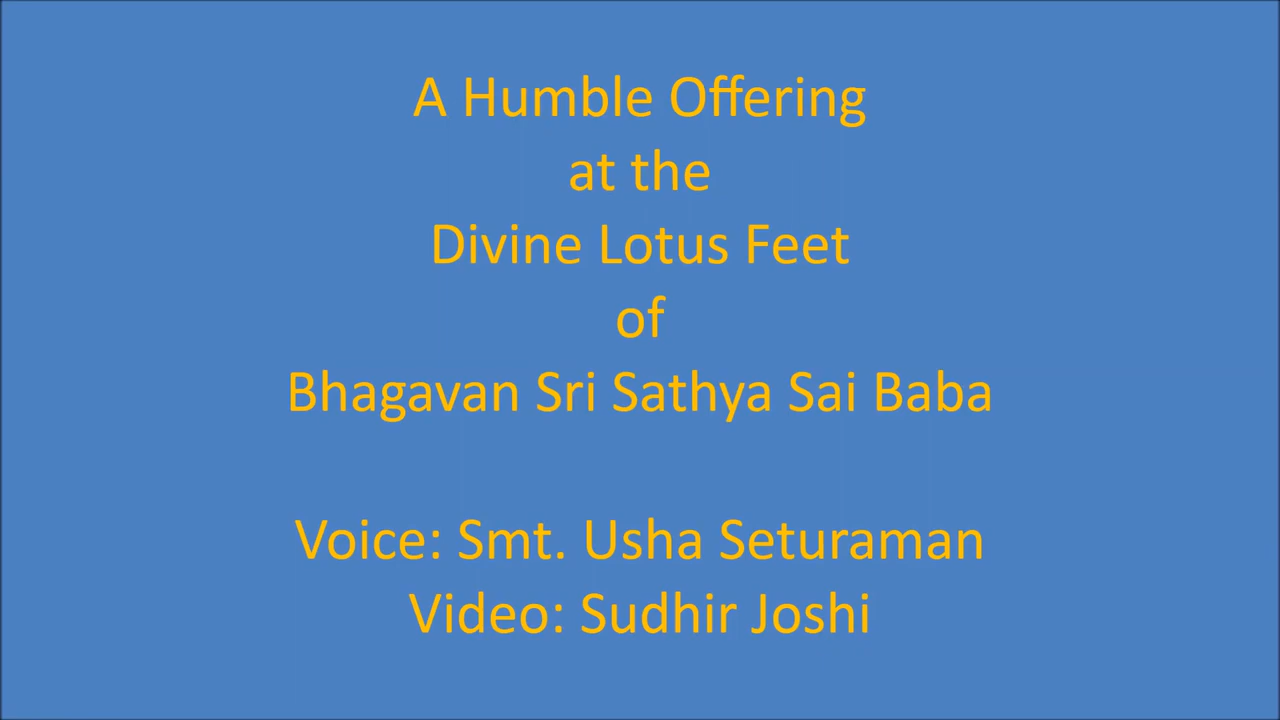 A Humble Offering
at the
Divine Lotus Feet
of
Bhagavan Sri Sathya Sai Baba
Voice: Smt. Usha Seturaman
Video: Sudhir Joshi